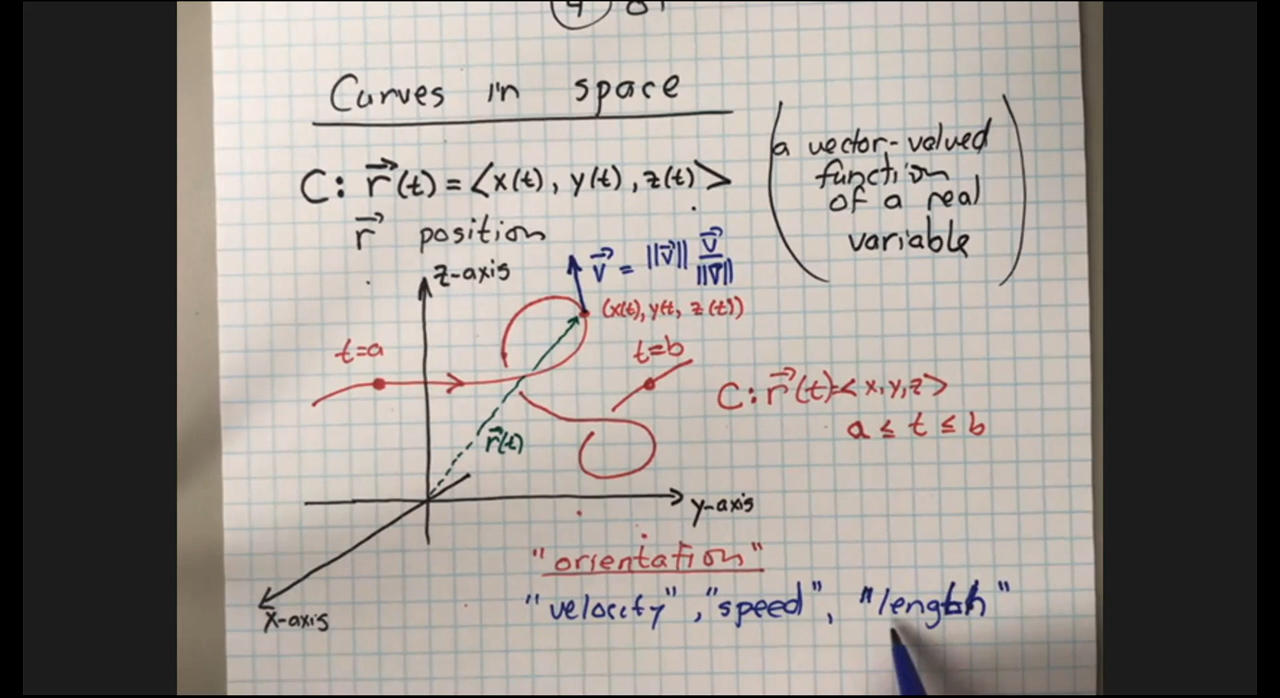 Curves in space
C: r⃗(t) = <x(t), y(t), z(t)>
(a vector-valued
function
of a real
variable)
r⃗ position
z-axis
v⃗ = ||v⃗|| v⃗/||v⃗||
(x(t), y(t, z(t))
t=a
t=b
C: r⃗(t)=<x, y, z>
a ≤ t ≤ b
r⃗(t)
y-axis
"orientation"
"velocity", "speed", "length"
x-axis